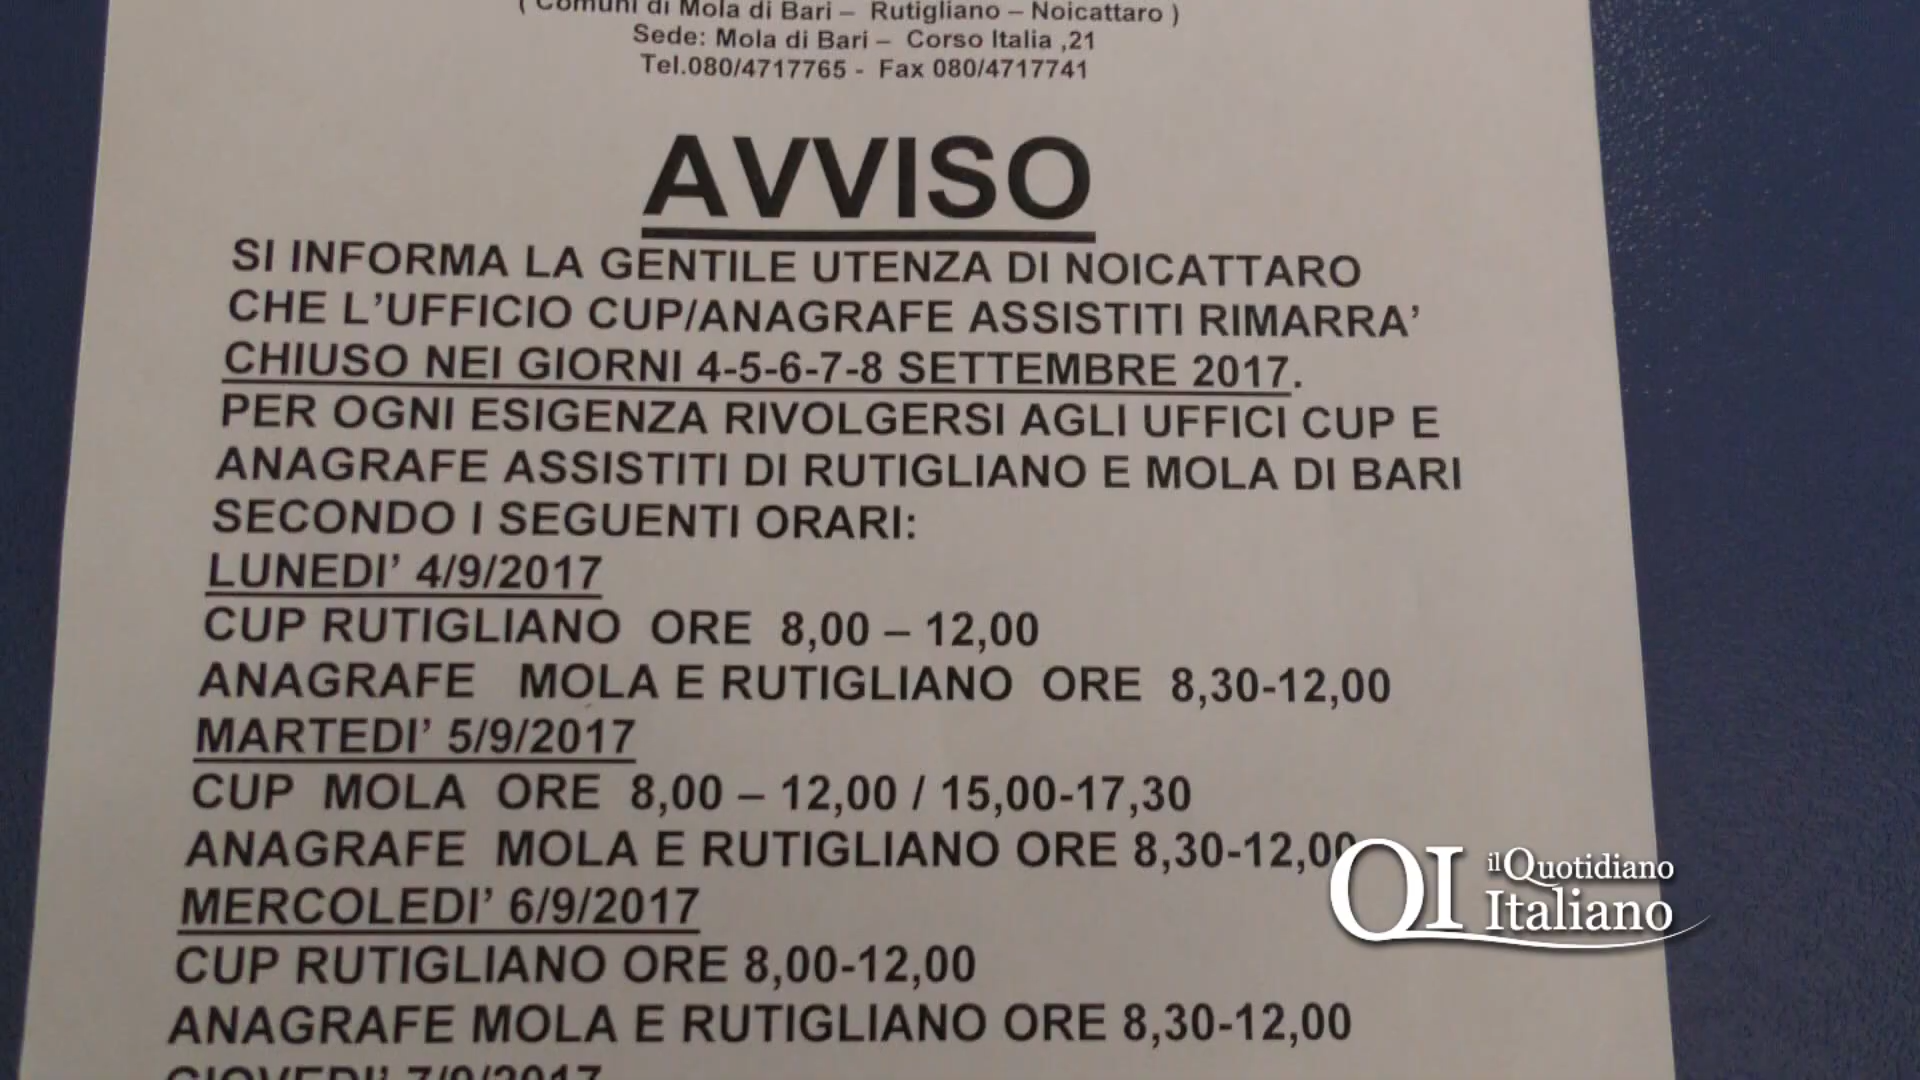 ( Comuni di Mola di Bari – Rutigliano – Noicattaro )
Sede: Mola di Bari – Corso Italia ,21
Tel.080/4717765 - Fax 080/4717741
AVVISO
SI INFORMA LA GENTILE UTENZA DI NOICATTARO
CHE L’UFFICIO CUP/ANAGRAFE ASSISTITI RIMARRA’
CHIUSO NEI GIORNI 4-5-6-7-8 SETTEMBRE 2017.
PER OGNI ESIGENZA RIVOLGERSI AGLI UFFICI CUP E
ANAGRAFE ASSISTITI DI RUTIGLIANO E MOLA DI BARI
SECONDO I SEGUENTI ORARI:
LUNEDI’ 4/9/2017
CUP RUTIGLIANO ORE 8,00 – 12,00
ANAGRAFE MOLA E RUTIGLIANO ORE 8,30-12,00
MARTEDI’ 5/9/2017
CUP MOLA ORE 8,00 – 12,00 / 15,00-17,30
ANAGRAFE MOLA E RUTIGLIANO ORE 8,30-12,00
MERCOLEDI’ 6/9/2017
CUP RUTIGLIANO ORE 8,00-12,00
ANAGRAFE MOLA E RUTIGLIANO ORE 8,30-12,00
GIOVEDI’ 7/9/2017
QI il Quotidiano
Italiano